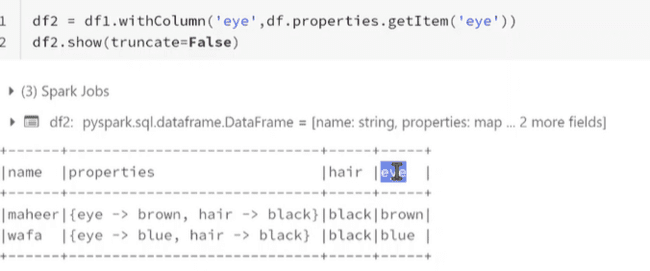 1 df2 = df1.withColumn('eye',df.properties.getItem('eye'))
2 df2.show(truncate=False)
(3) Spark Jobs
df2: pyspark.sql.dataframe.DataFrame = [name: string, properties: map ... 2 more fields]
+------+-----------------------------+-----+-----+
|name  |properties                   |hair |eye  |
+------+-----------------------------+-----+-----+
|maheer|{eye -> brown, hair -> black}|black|brown|
|wafa  |{eye -> blue, hair -> black} |black|blue |
+------+-----------------------------+-----+-----+